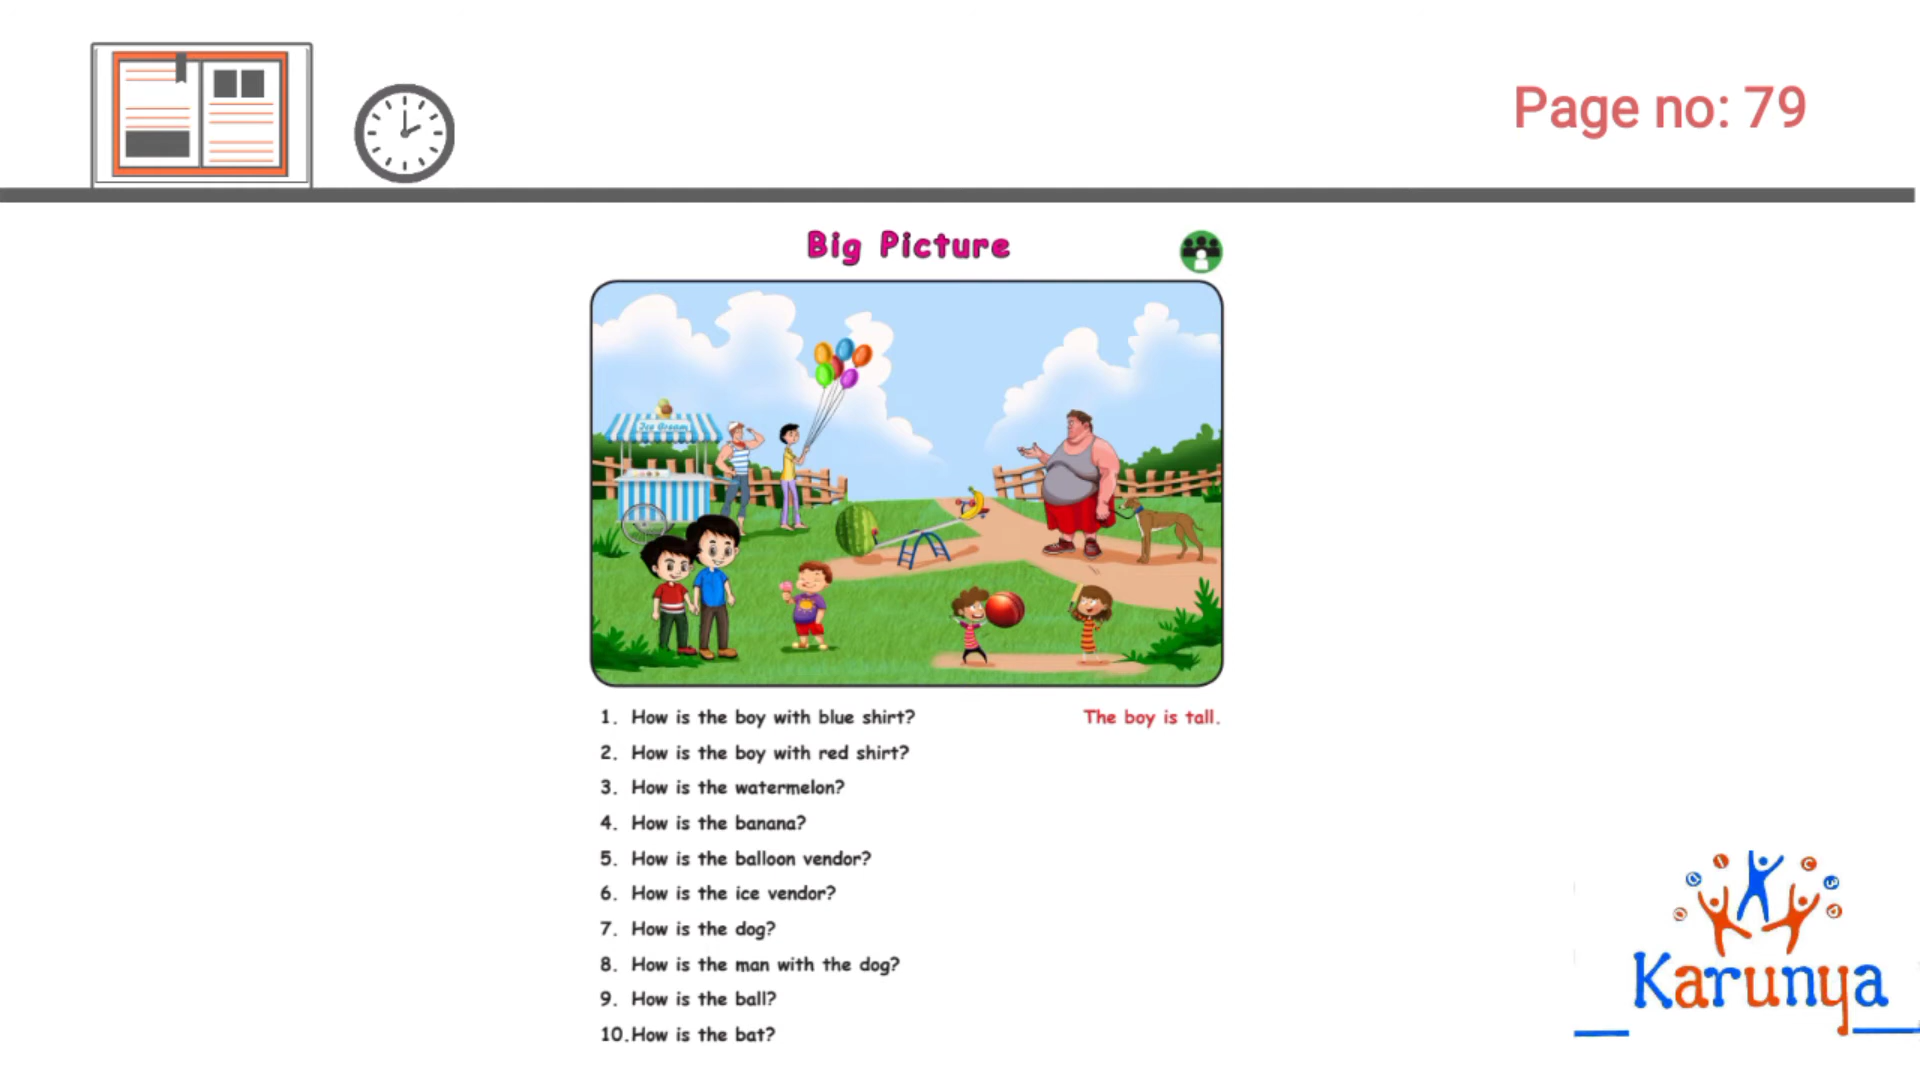 Page no: 79
Big Picture
Ice Cream
1. How is the boy with blue shirt? The boy is tall.
2. How is the boy with red shirt?
3. How is the watermelon?
4. How is the banana?
5. How is the balloon vendor?
6. How is the ice vendor?
7. How is the dog?
8. How is the man with the dog?
9. How is the ball?
10. How is the bat?
Karunya